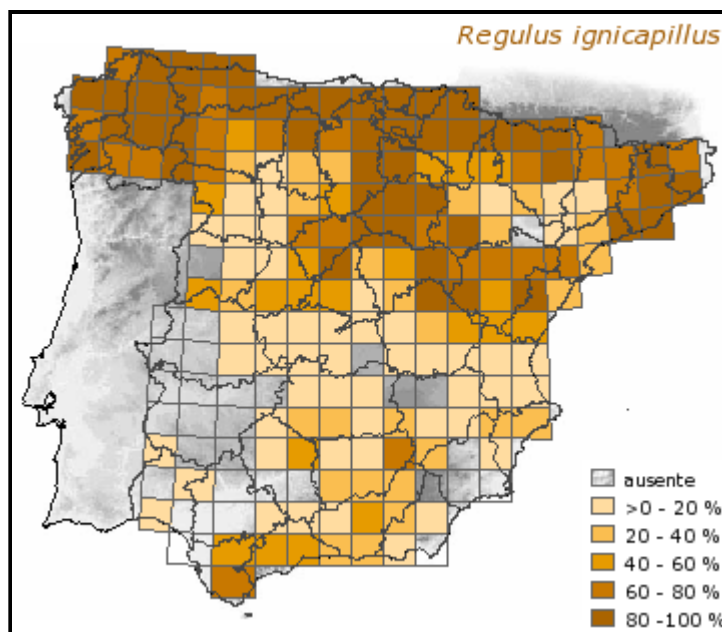 Regulus ignicapillus
ausente
>0 - 20 %
20 - 40 %
40 - 60 %
60 - 80 %
80 -100 %